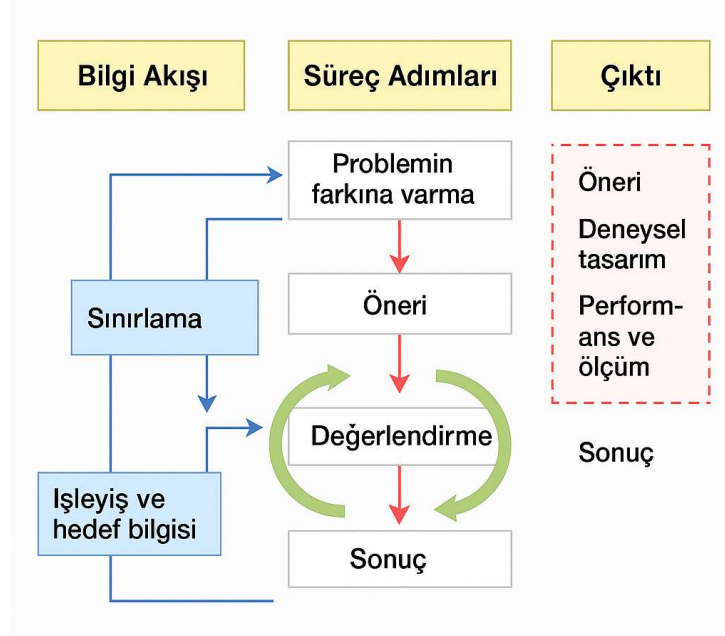 Bilgi Akışı
Süreç Adımları
Çıktı
Problemin
farkına varma
Öneri
Değerlendirme
Sonuç
Sınırlama
Işleyiş ve
hedef bilgisi
Öneri
Deneysel
tasarım
Perform-
ans ve
ölçüm
Sonuç